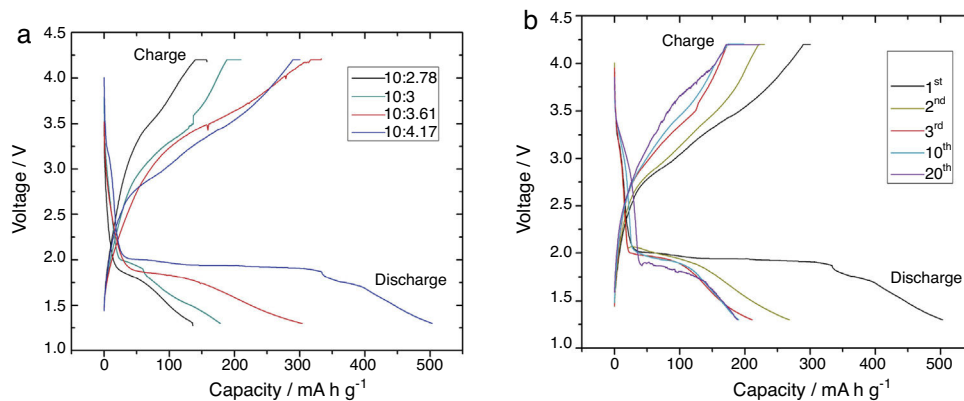 a
4.5
4.0
3.5
3.0
2.5
2.0
1.5
1.0
Voltage / V
Charge
10:2.78
10:3
10:3.61
10:4.17
Discharge
0 100 200 300 400 500
Capacity / mA h g-1
b
4.5
4.0
3.5
3.0
2.5
2.0
1.5
1.0
Voltage / V
Charge
1st
2nd
3rd
10th
20th
Discharge
0 100 200 300 400 500
Capacity / mA h g-1